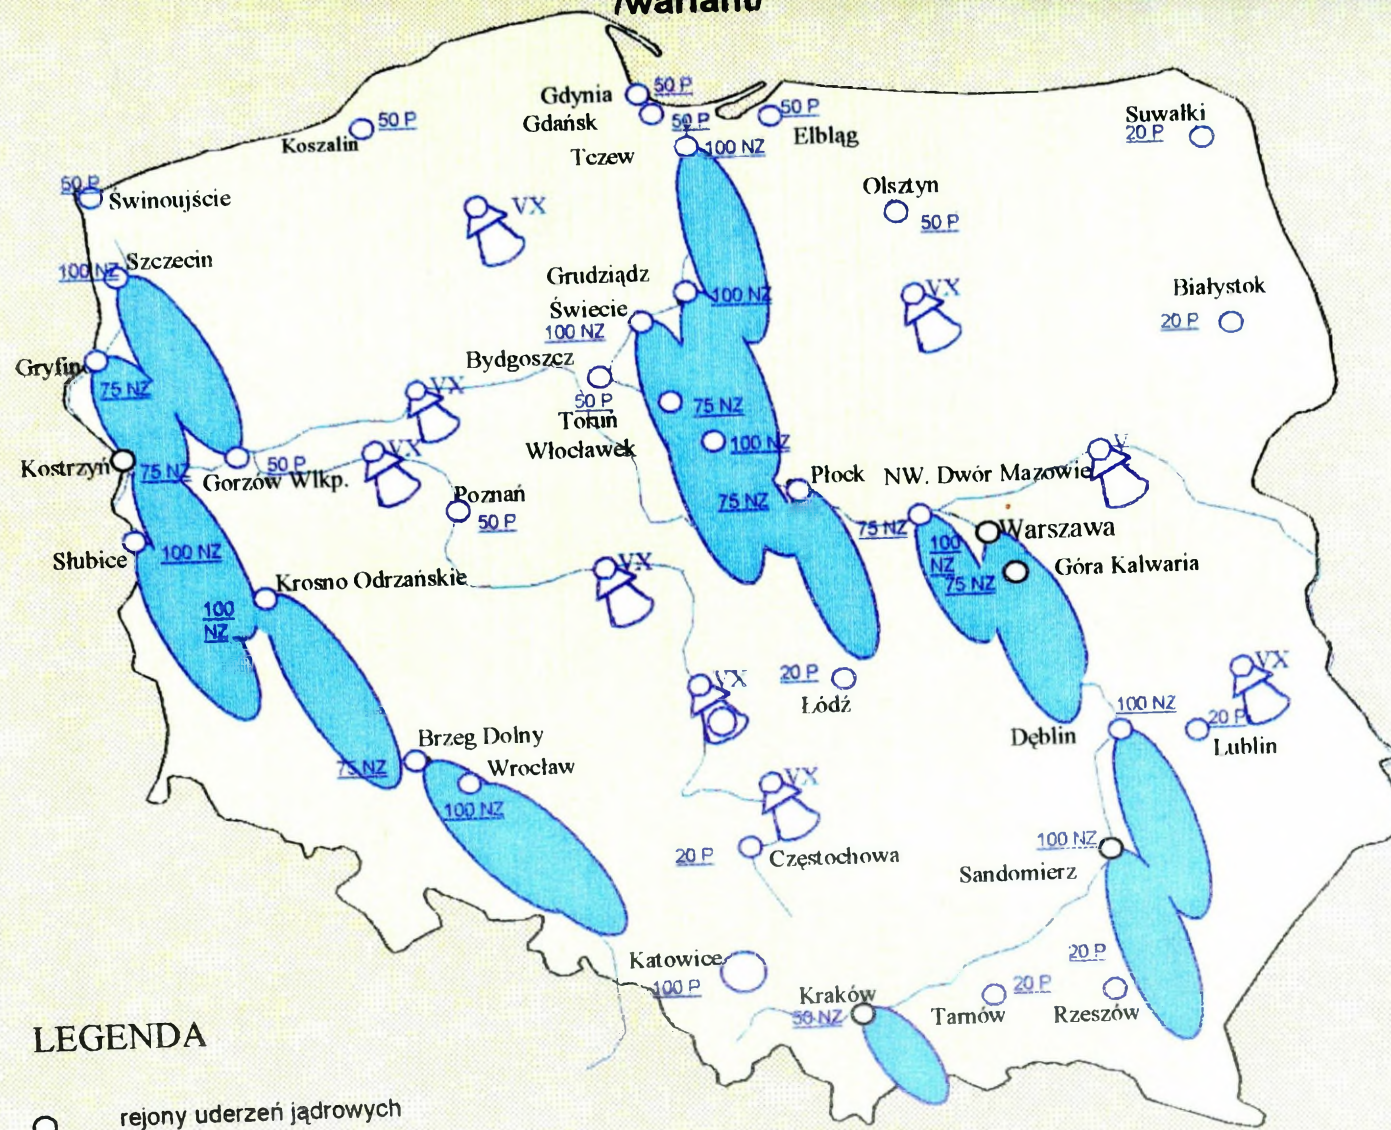 /wariant/
Gdynia
50 P
Gdańsk
50 P
Tczew
100 NZ
50 P
Elbląg
Suwałki
20 P
Koszalin
50 P
50 P
Świnoujście
VX
Olsztyn
50 P
100 NZ
Szczecin
Grudziądz
100 NZ
VX
Białystok
20 P
Świecie
100 NZ
Gryfino
75 NZ
Bydgoszcz
50 P
VX
75 NZ
Toruń
100 NZ
Włocławek
VX
Kostrzyń
75 NZ
50 P
Gorzów Wlkp.
Płock
75 NZ
NW. Dwór Mazowie
V
Poznań
50 P
75 NZ
Warszawa
100
NZ
75 NZ
Góra Kalwaria
Słubice
100 NZ
Krosno Odrzańskie
VX
100
NZ
20 P
Łódź
VX
VX
100 NZ
20 P
Lublin
Dęblin
Brzeg Dolny
75 NZ
Wrocław
100 NZ
VX
100 NZ
Sandomierz
20 P
Częstochowa
Katowice
100 P
Kraków
50 NZ
20 P
Tarnów
20 P
Rzeszów
LEGENDA
rejony uderzeń jądrowych